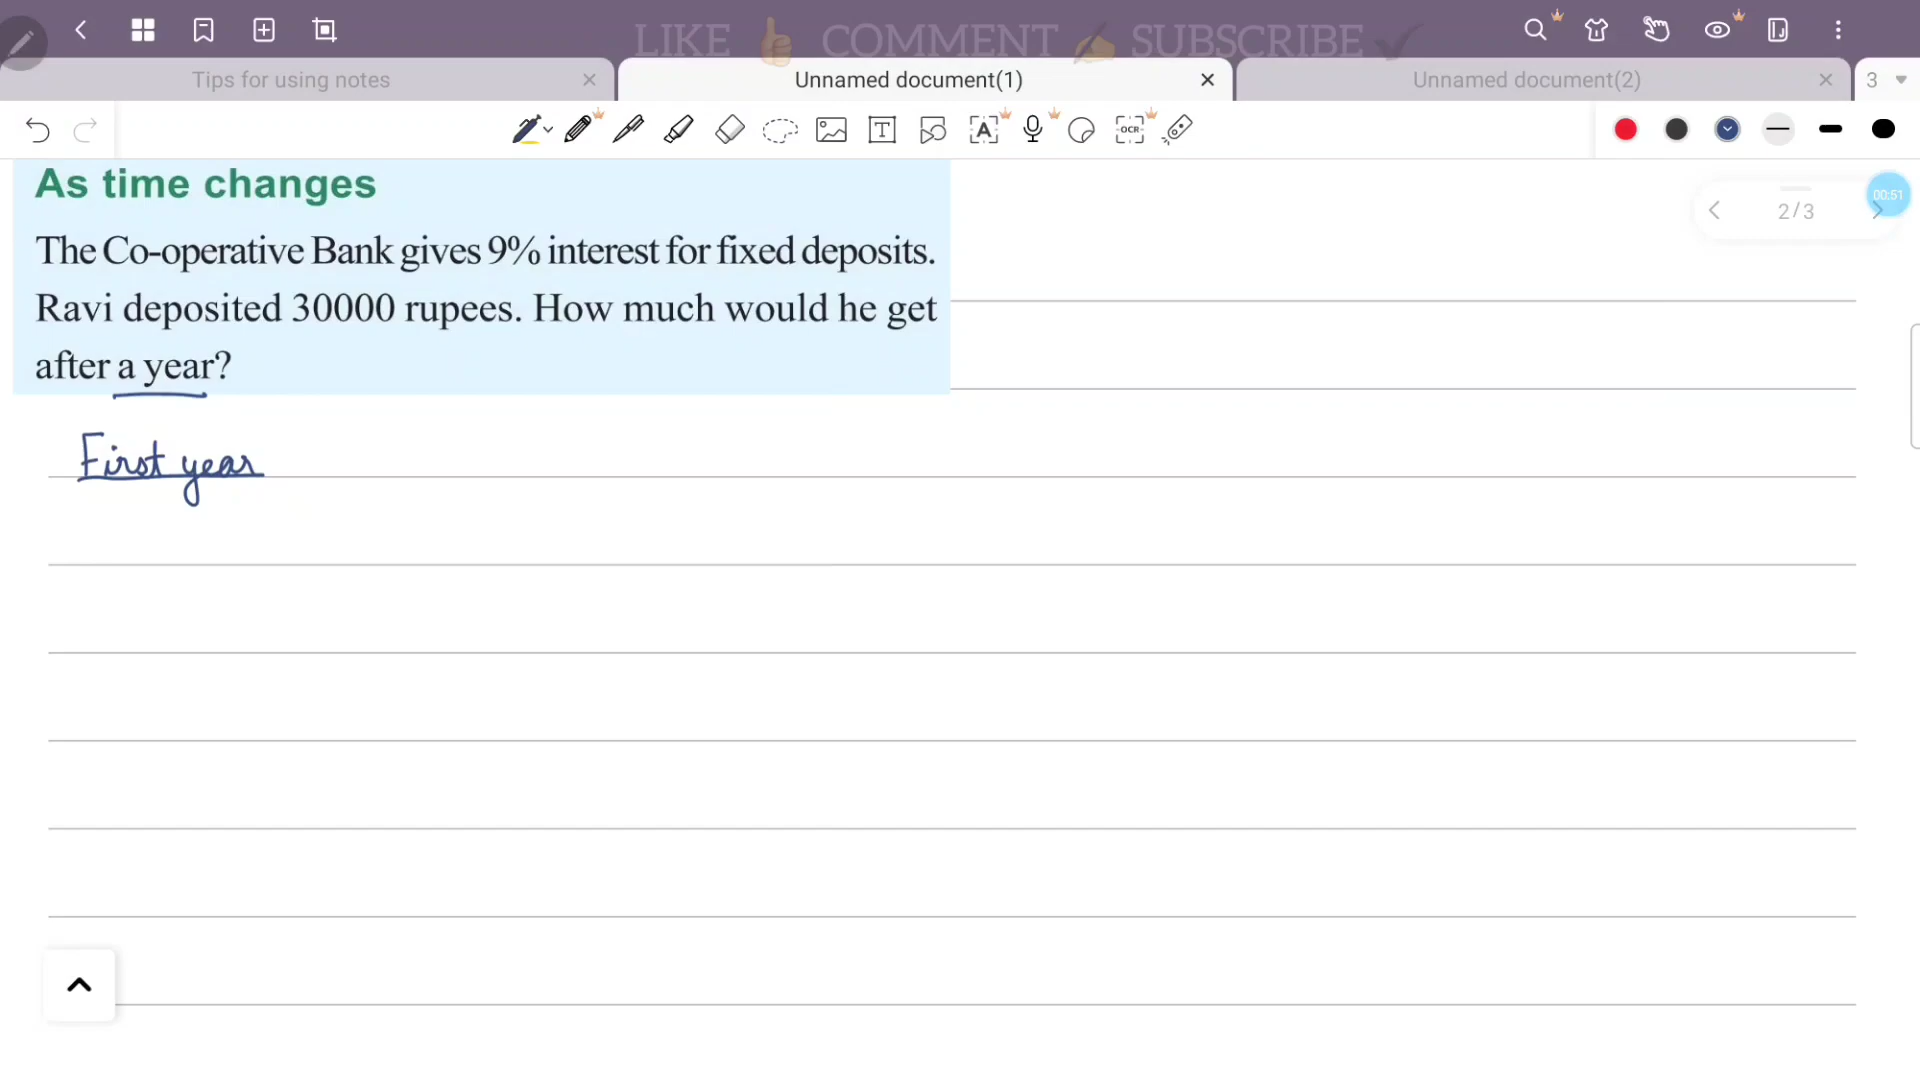 LIKE 👍 COMMENT ✍ SUBSCRIBE ✓
Tips for using notes
Unnamed document(1)
Unnamed document(2)
3
T
A
OCR
As time changes
00:51
2/3
The Co-operative Bank gives 9% interest for fixed deposits.
Ravi deposited 30000 rupees. How much would he get
after a year?
First year